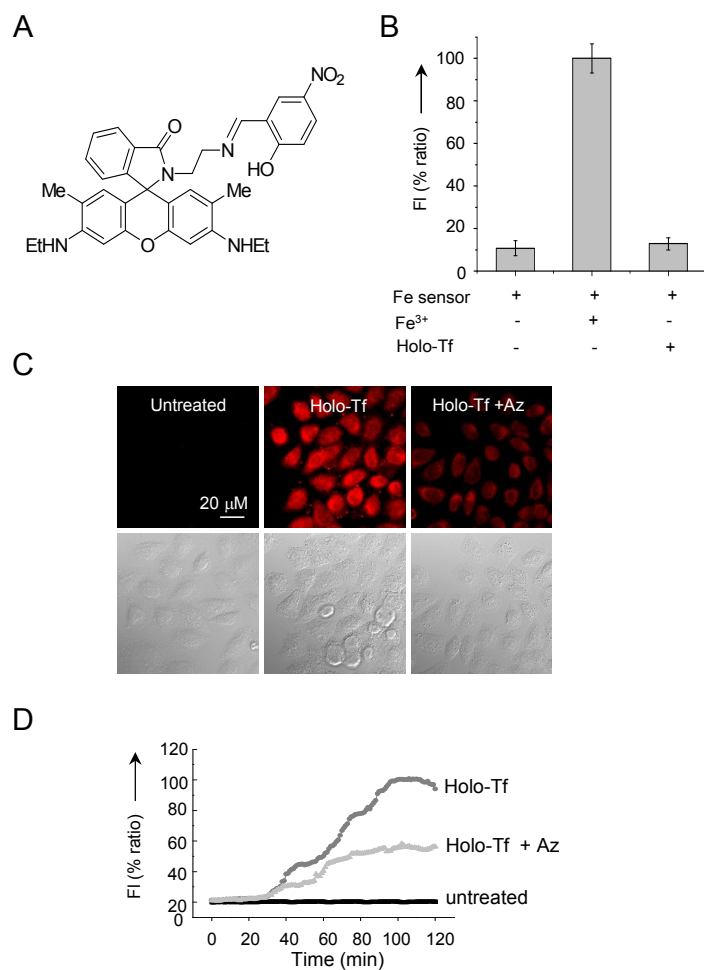 A
NO₂
O
N
N
HO
Me
Me
EtHN
O
NHEt
B
FI (% ratio)
100
80
60
40
20
0
Fe sensor + + +
Fe³⁺ - + -
Holo-Tf - - +
C
Untreated
Holo-Tf
Holo-Tf +Az
20 μM
D
FI (% ratio)
120
100
80
60
40
20
0
Holo-Tf
Holo-Tf + Az
untreated
0 20 40 60 80 100 120
Time (min)